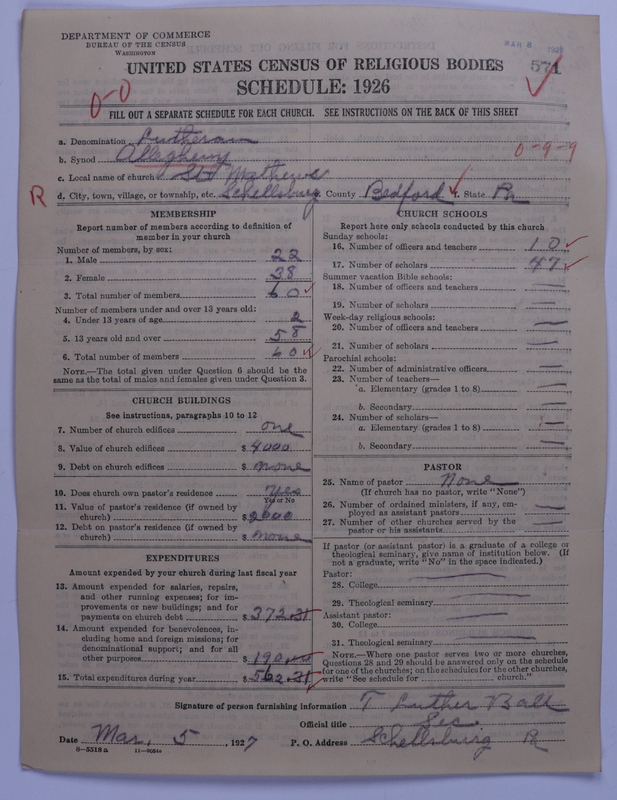 DEPARTMENT OF COMMERCE
BUREAU OF THE CENSUS
WASHINGTON
UNITED STATES CENSUS OF RELIGIOUS BODIES
571
SCHEDULE: 1926
0-0
FILL OUT A SEPARATE SCHEDULE FOR EACH CHURCH. SEE INSTRUCTIONS ON THE BACK OF THIS SHEET
a. Denomination Lutheran
b. Synod Allegheny
0-9-9
c. Local name of church St. Mathews
R
d. City, town, village, or township, etc. Schellsburg County Bedford f. State Pa
MEMBERSHIP
Report number of members according to definition of
member in your church
Number of members, by sex:
1. Male 22
2. Female 38
3. Total number of members 60
Number of members under and over 13 years old:
4. Under 13 years of age 2
5. 13 years old and over 58
6. Total number of members 60
NOTE.—The total given under Question 6 should be the
same as the total of males and females given under Question 3.
CHURCH BUILDINGS
See instructions, paragraphs 10 to 12
7. Number of church edifices one
8. Value of church edifices $ 4000
9. Debt on church edifices $ none
10. Does church own pastor's residence Yes
Yes or No
11. Value of pastor's residence (if owned by
church) $ 2000
12. Debt on pastor's residence (if owned by
church) $ none
EXPENDITURES
Amount expended by your church during last fiscal year
13. Amount expended for salaries, repairs,
and other running expenses; for im-
provements or new buildings; and for
payments on church debt $ 372.31
14. Amount expended for benevolences, in-
cluding home and foreign missions; for
denominational support; and for all
other purposes $ 190
15. Total expenditures during year $ 562.31
CHURCH SCHOOLS
Report here only schools conducted by this church
Sunday schools:
16. Number of officers and teachers 10
17. Number of scholars 47
Summer vacation Bible schools:
18. Number of officers and teachers —
19. Number of scholars —
Week-day religious schools:
20. Number of officers and teachers —
21. Number of scholars —
Parochial schools:
22. Number of administrative officers —
23. Number of teachers—
a. Elementary (grades 1 to 8) —
b. Secondary —
24. Number of scholars—
a. Elementary (grades 1 to 8) —
b. Secondary —
PASTOR
25. Name of pastor None
(If church has no pastor, write "None")
26. Number of ordained ministers, if any, em-
ployed as assistant pastors —
27. Number of other churches served by the
pastor or his assistants —
If pastor (or assistant pastor) is a graduate of a college or
theological seminary, give name of institution below. (If
not a graduate, write "No" in the space indicated.)
Pastor:
28. College —
29. Theological seminary —
Assistant pastor:
30. College —
31. Theological seminary —
NOTE.—Where one pastor serves two or more churches,
Questions 28 and 29 should be answered only on the schedule
for one of the churches; on the schedules for the other churches,
write "See schedule for church."
Signature of person furnishing information T Luther Ball
Official title Sec.
Date Mar. 5, 1927 P. O. Address Schellsburg Pa
8—5518 a